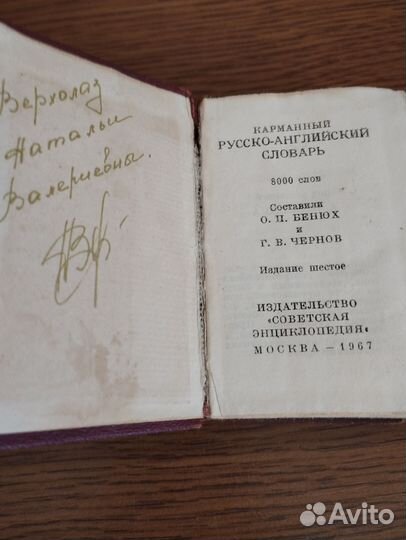 Верхолаз
Натальи
Валериевны.
КАРМАННЫЙ
РУССКО-АНГЛИЙСКИЙ
СЛОВАРЬ
8000 слов
Составили
О. П. БЕНЮХ
и
Г. В. ЧЕРНОВ
Издание шестое
ИЗДАТЕЛЬСТВО
«СОВЕТСКАЯ
ЭНЦИКЛОПЕДИЯ»
МОСКВА — 1967
Avito